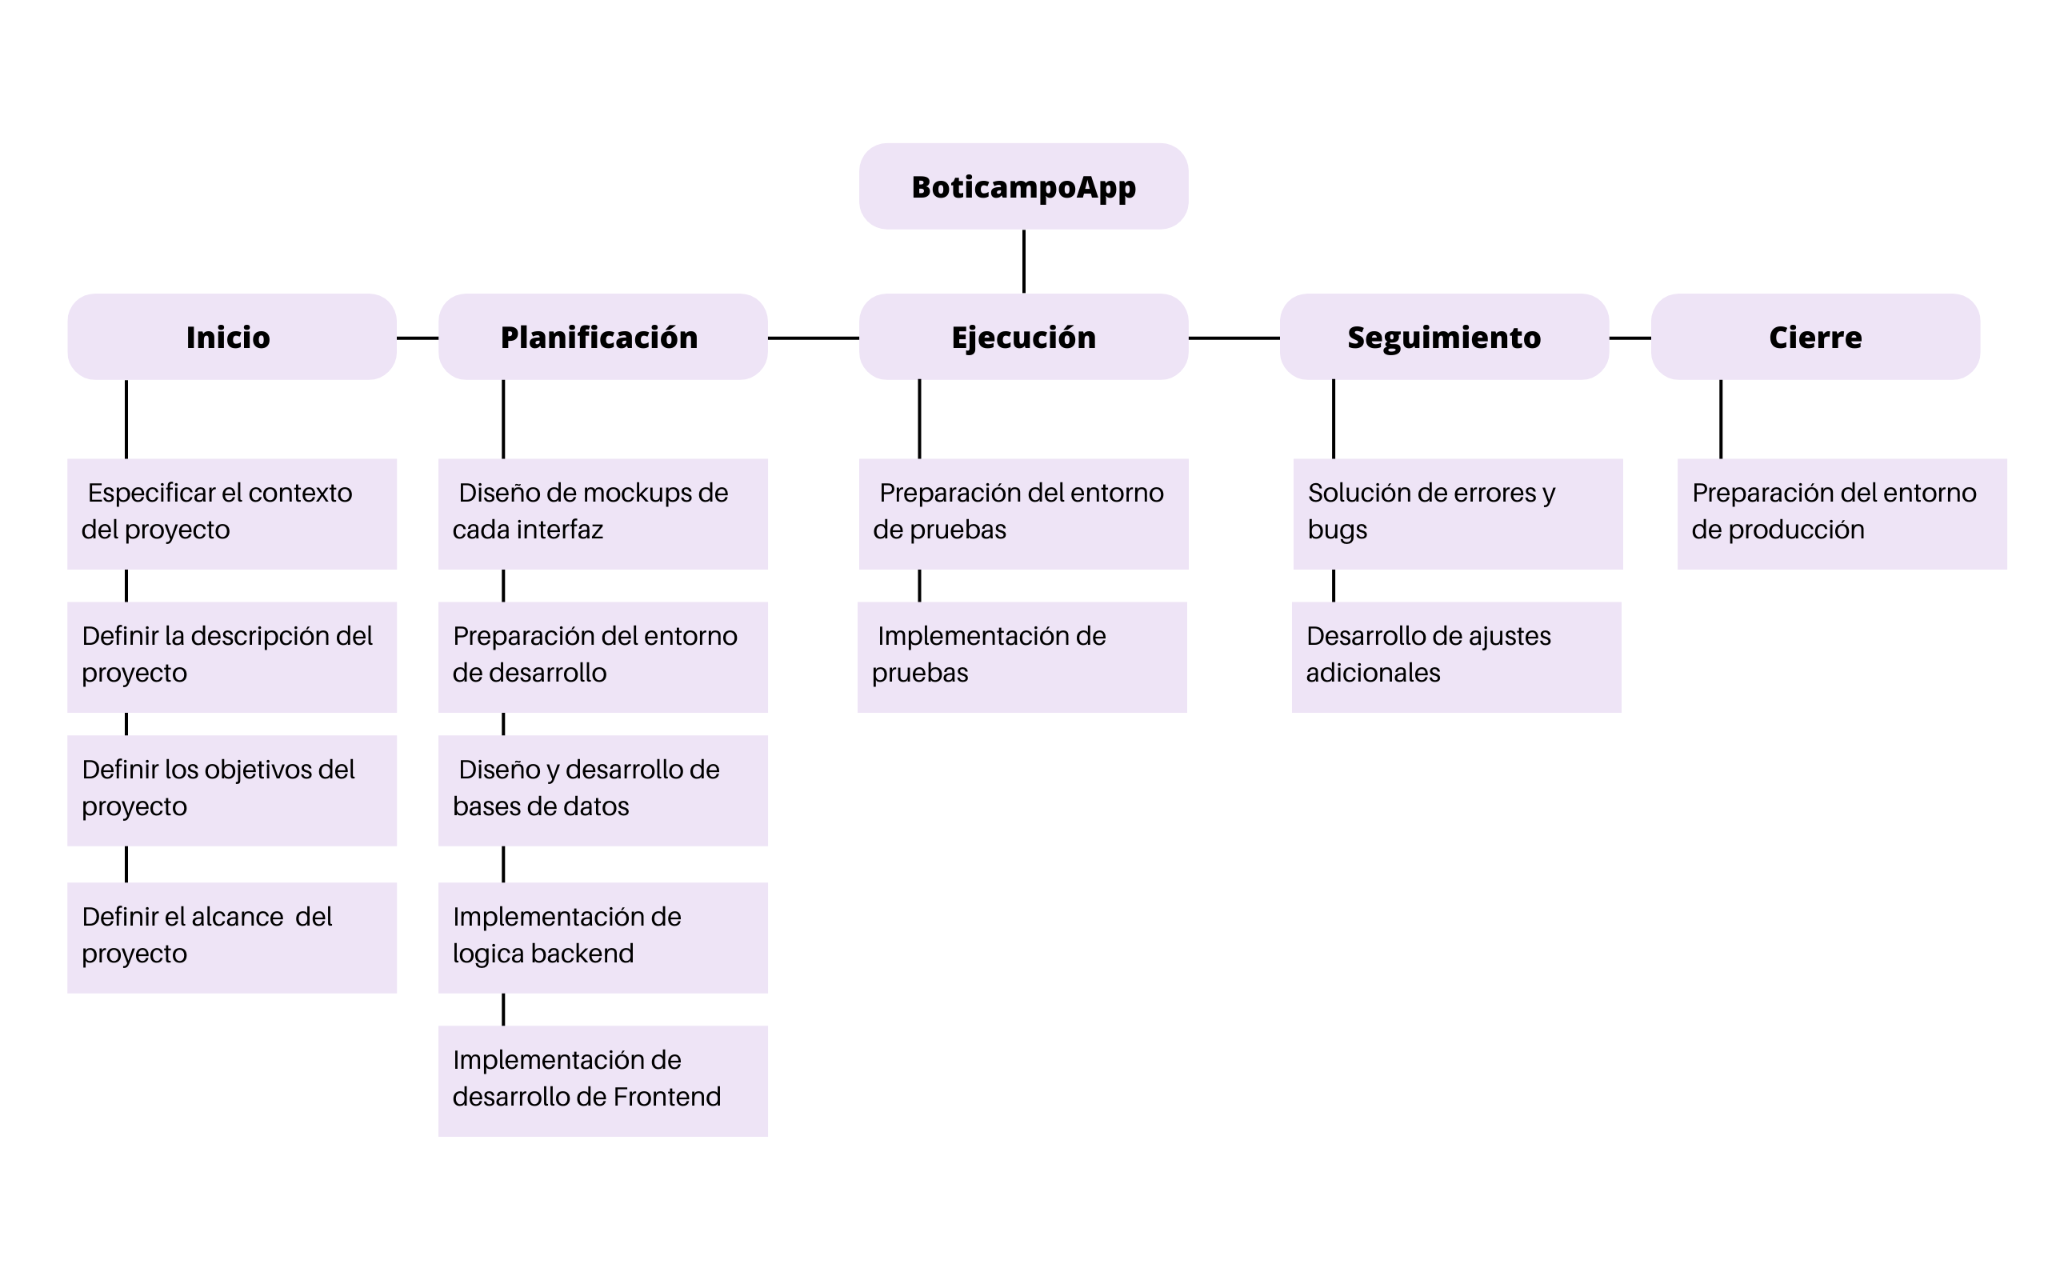 BoticampoApp
Inicio
Planificación
Ejecución
Seguimiento
Cierre
Especificar el contexto
del proyecto
Definir la descripción del
proyecto
Definir los objetivos del
proyecto
Definir el alcance  del
proyecto
Diseño de mockups de
cada interfaz
Preparación del entorno
de desarrollo
Diseño y desarrollo de
bases de datos
Implementación de
logica backend
Implementación de
desarrollo de Frontend
Preparación del entorno
de pruebas
Implementación de
pruebas
Solución de errores y
bugs
Desarrollo de ajustes
adicionales
Preparación del entorno
de producción